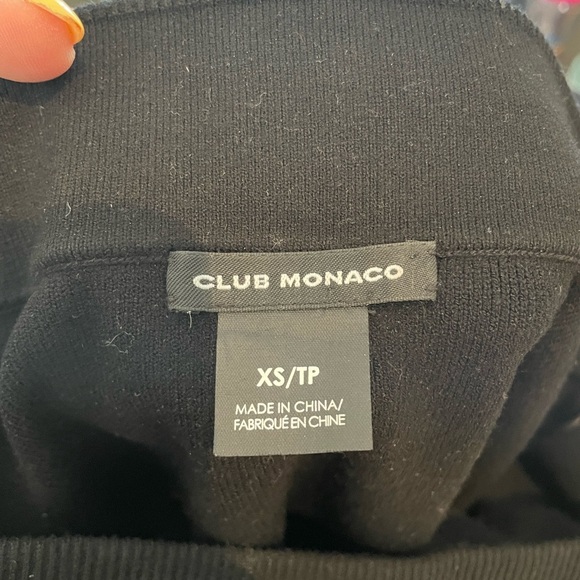 CLUB MONACO
XS/TP
MADE IN CHINA/
FABRIQUÉ EN CHINE